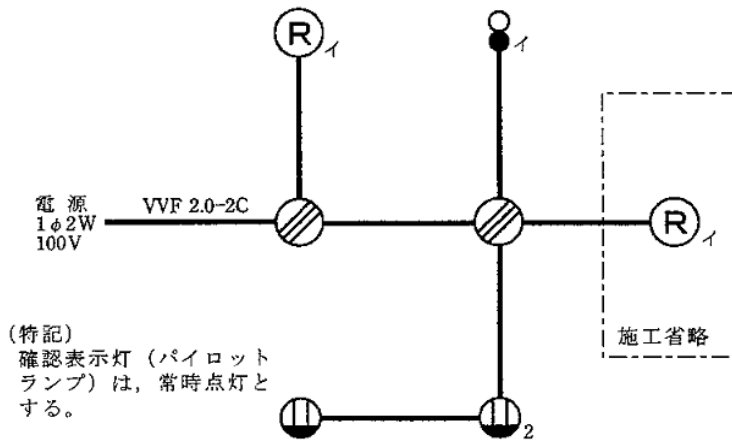 R イ
イ
電源
1φ2W
100V
VVF 2.0-2C
R イ
(特記)
確認表示灯(パイロット
ランプ)は,常時点灯と
する。
施工省略
2